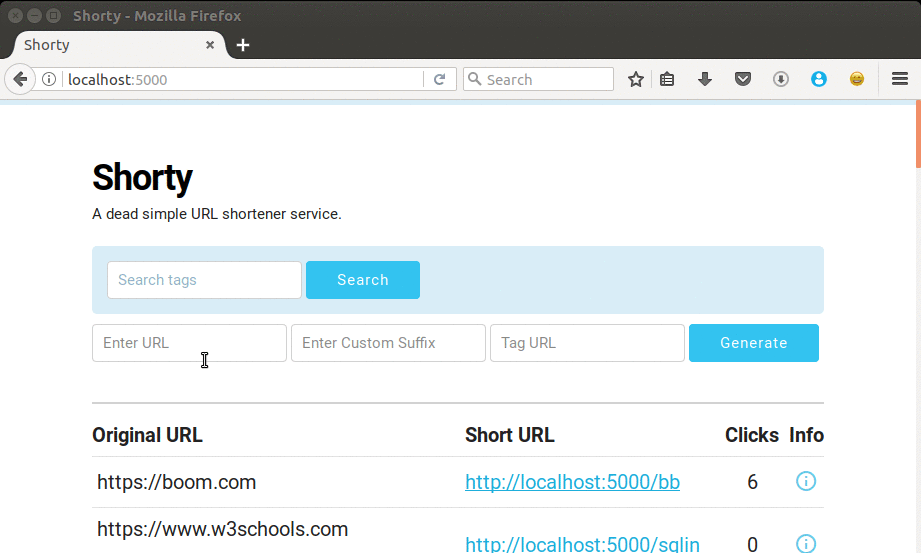 Shorty - Mozilla Firefox
Shorty
localhost:5000
Search
Shorty
A dead simple URL shortener service.
Search tags Search
Enter URL Enter Custom Suffix Tag URL Generate
Original URL Short URL Clicks Info
https://boom.com http://localhost:5000/bb 6
https://www.w3schools.com
http://localhost:5000/sqlin 0